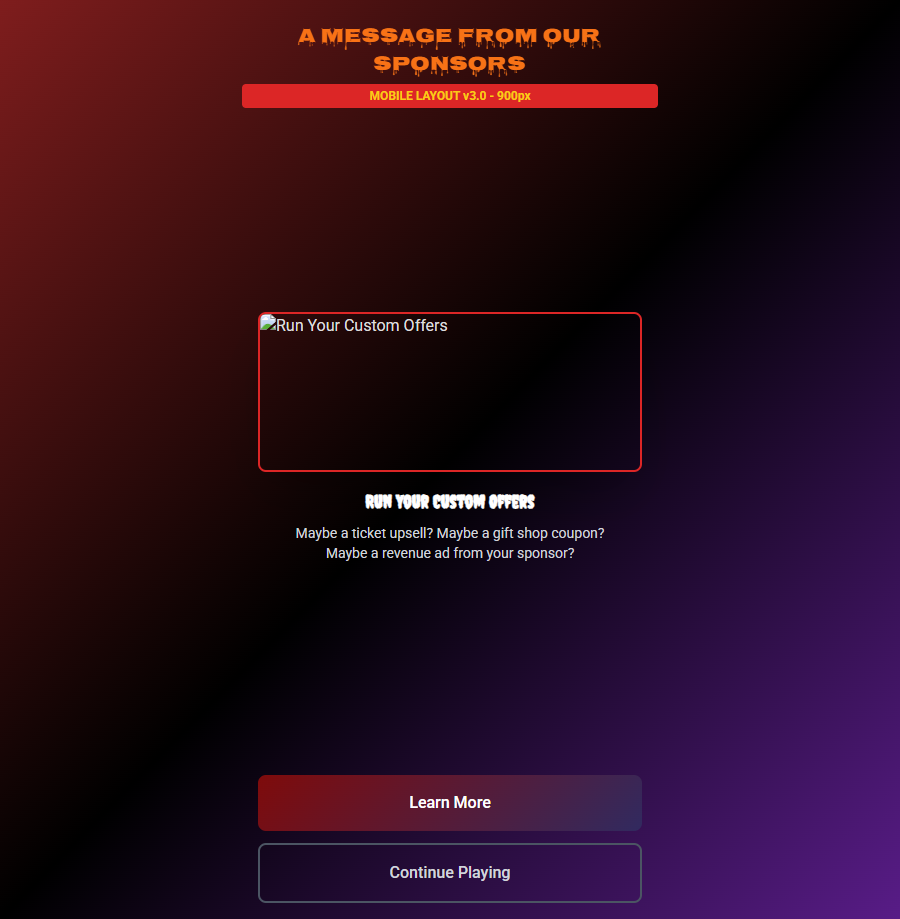 A MESSAGE FROM OUR
SPONSORS
MOBILE LAYOUT v3.0 - 900px
Run Your Custom Offers
RUN YOUR CUSTOM OFFERS
Maybe a ticket upsell? Maybe a gift shop coupon?
Maybe a revenue ad from your sponsor?
Learn More
Continue Playing